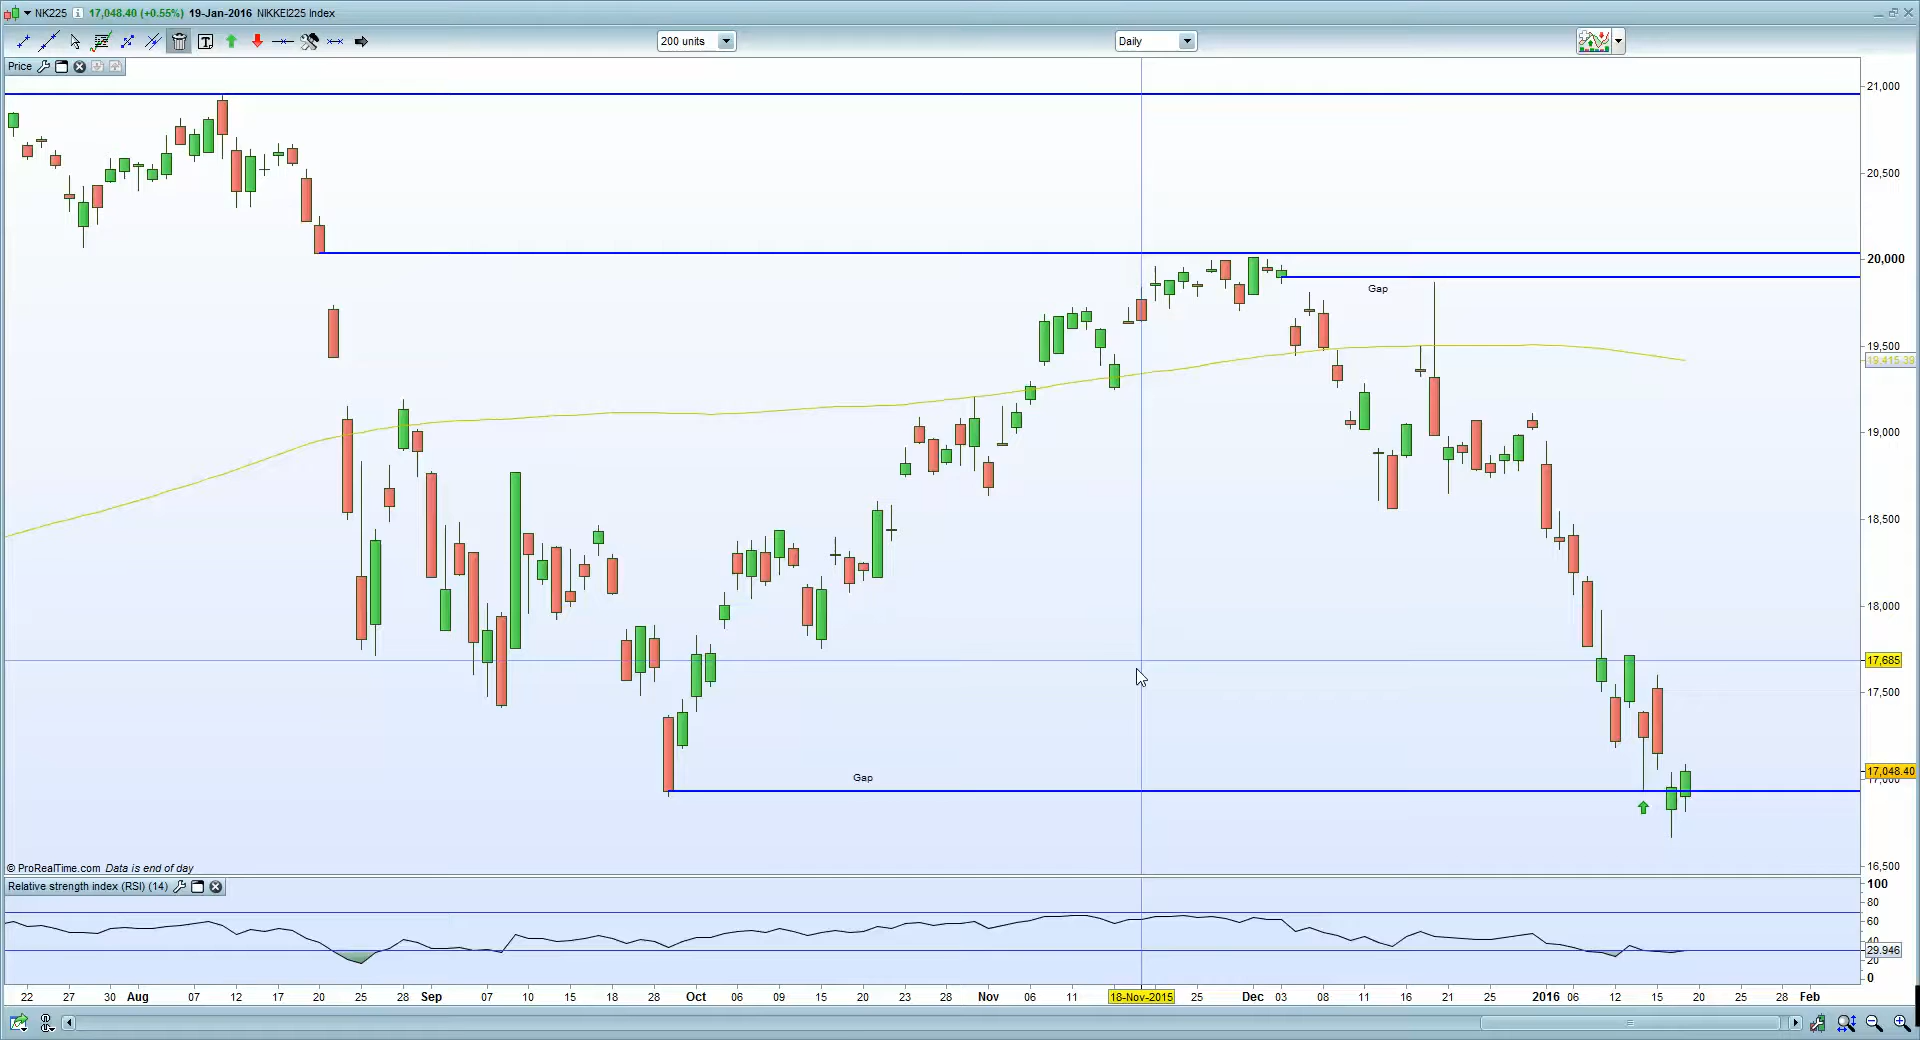 NK225 17,048.40 (+0.55%) 19-Jan-2016 NIKKEI225 Index
200 units
Daily
Price
21,000
20,500
20,000
Gap
19,500
19,415.39
19,000
18,500
18,000
17,685
17,500
17,048.40
17,000
Gap
16,500
© ProRealTime.com Data is end of day
Relative strength index (RSI) (14)
100
80
60
40
29.946
20
0
22 27 30 Aug 07 12 20 25 28 Sep 07 10 15 18 28 Oct 06 09 15 20 23 28 Nov 06 11 18-Nov-2015 25 Dec 03 08 11 16 21 25 2016 06 12 15 20 25 28 Feb